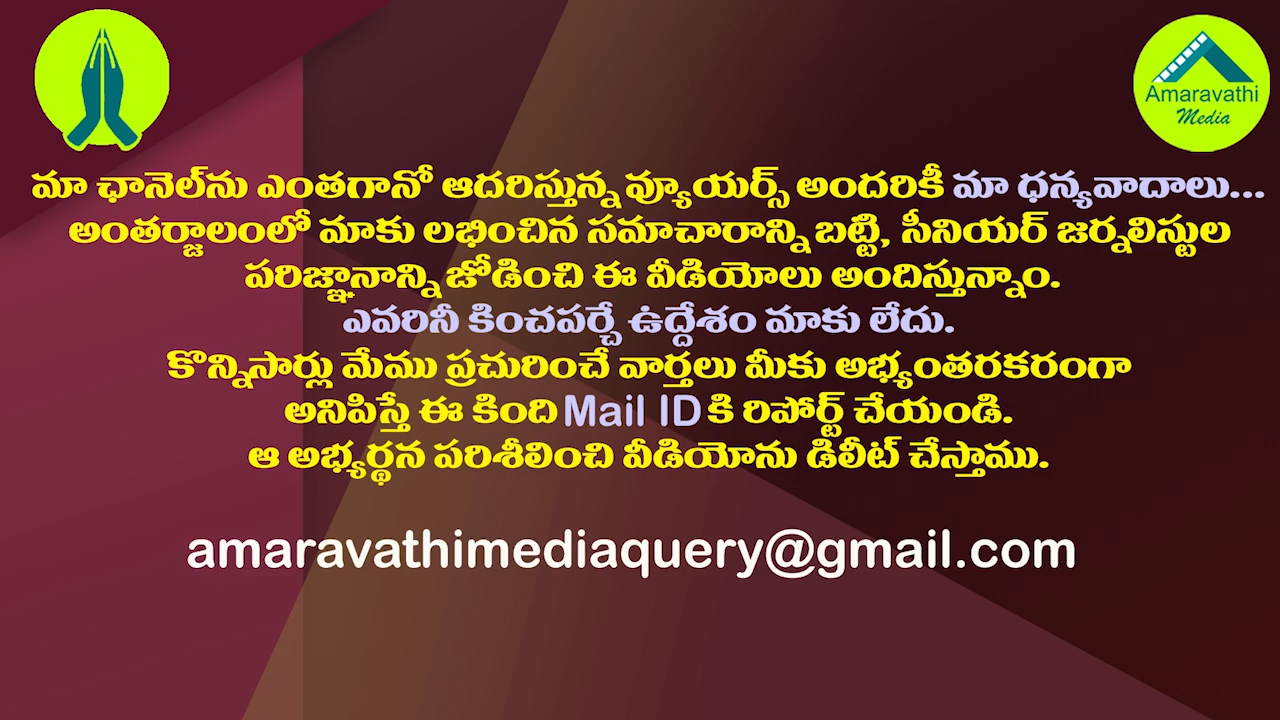 Amaravathi
Media
మా ఛానెల్‌ను ఎంతగానో ఆదరిస్తున్న వ్యూయర్స్ అందరికీ మా ధన్యవాదాలు...
అంతర్జాలంలో మాకు లభించిన సమాచారాన్ని బట్టి, సీనియర్ జర్నలిస్టుల
పరిజ్ఞానాన్ని జోడించి ఈ వీడియోలు అందిస్తున్నాం.
ఎవరినీ కించపర్చే ఉద్దేశం మాకు లేదు.
కొన్నిసార్లు మేము ప్రచురించే వార్తలు మీకు అభ్యంతరకరంగా
అనిపిస్తే ఈ కింది Mail ID కి రిపోర్ట్ చేయండి.
ఆ అభ్యర్థన పరిశీలించి వీడియోను డిలీట్ చేస్తాము.
amaravathimediaquery@gmail.com